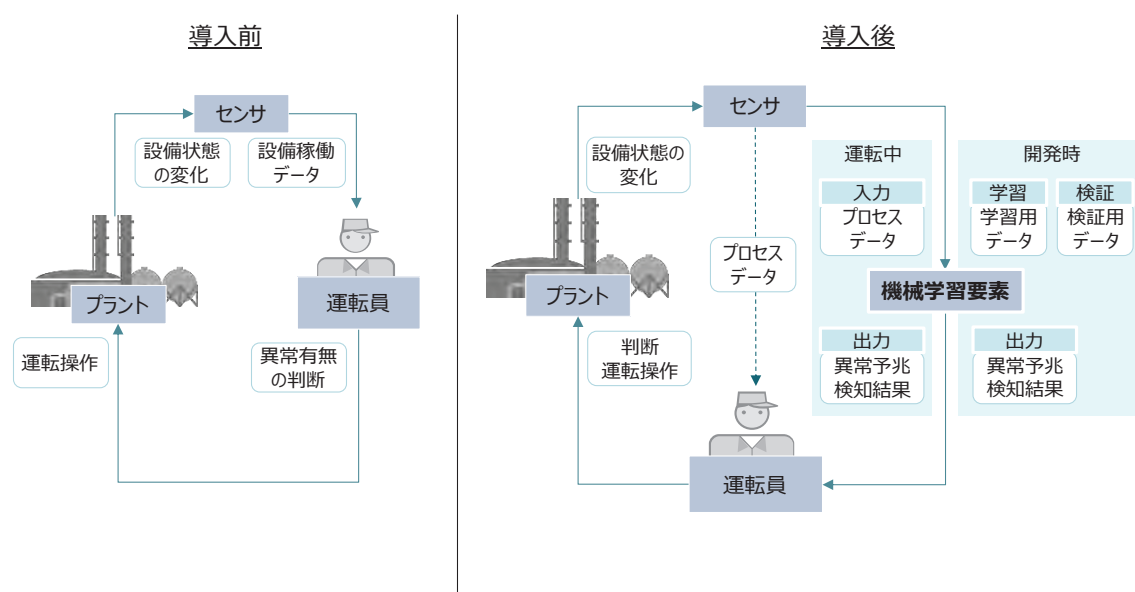 導入前
センサ
設備状態
の変化
設備稼働
データ
プラント
運転員
運転操作
異常有無
の判断
導入後
センサ
設備状態の
変化
プロセス
データ
プラント
判断
運転操作
運転員
運転中
入力
プロセス
データ
開発時
学習
学習用
データ
検証
検証用
データ
機械学習要素
出力
異常予兆
検知結果
出力
異常予兆
検知結果